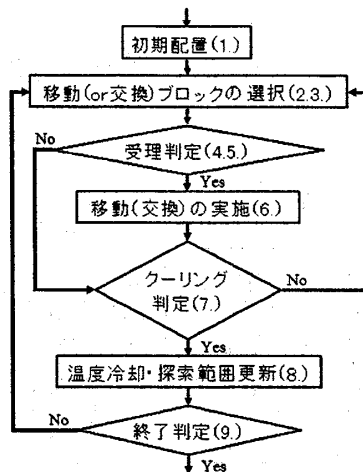 初期配置(1.)
移動(or交換)ブロックの選択(2.3.)
No
受理判定(4.5.)
Yes
移動(交換)の実施(6.)
クーリング
判定(7.)
No
Yes
温度冷却・探索範囲更新(8.)
No
終了判定(9.)
Yes